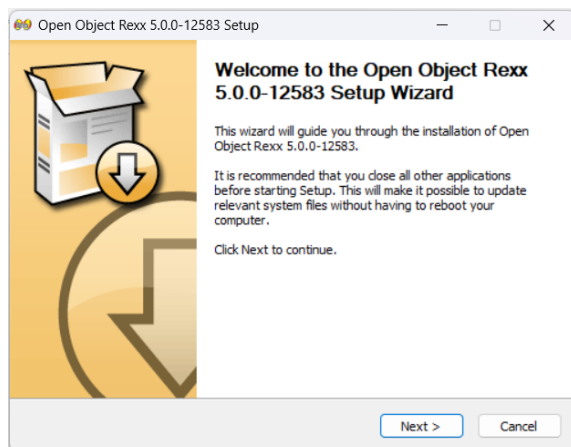 Open Object Rexx 5.0.0-12583 Setup
Welcome to the Open Object Rexx
5.0.0-12583 Setup Wizard
This wizard will guide you through the installation of Open
Object Rexx 5.0.0-12583.
It is recommended that you close all other applications
before starting Setup. This will make it possible to update
relevant system files without having to reboot your
computer.
Click Next to continue.
Next >
Cancel